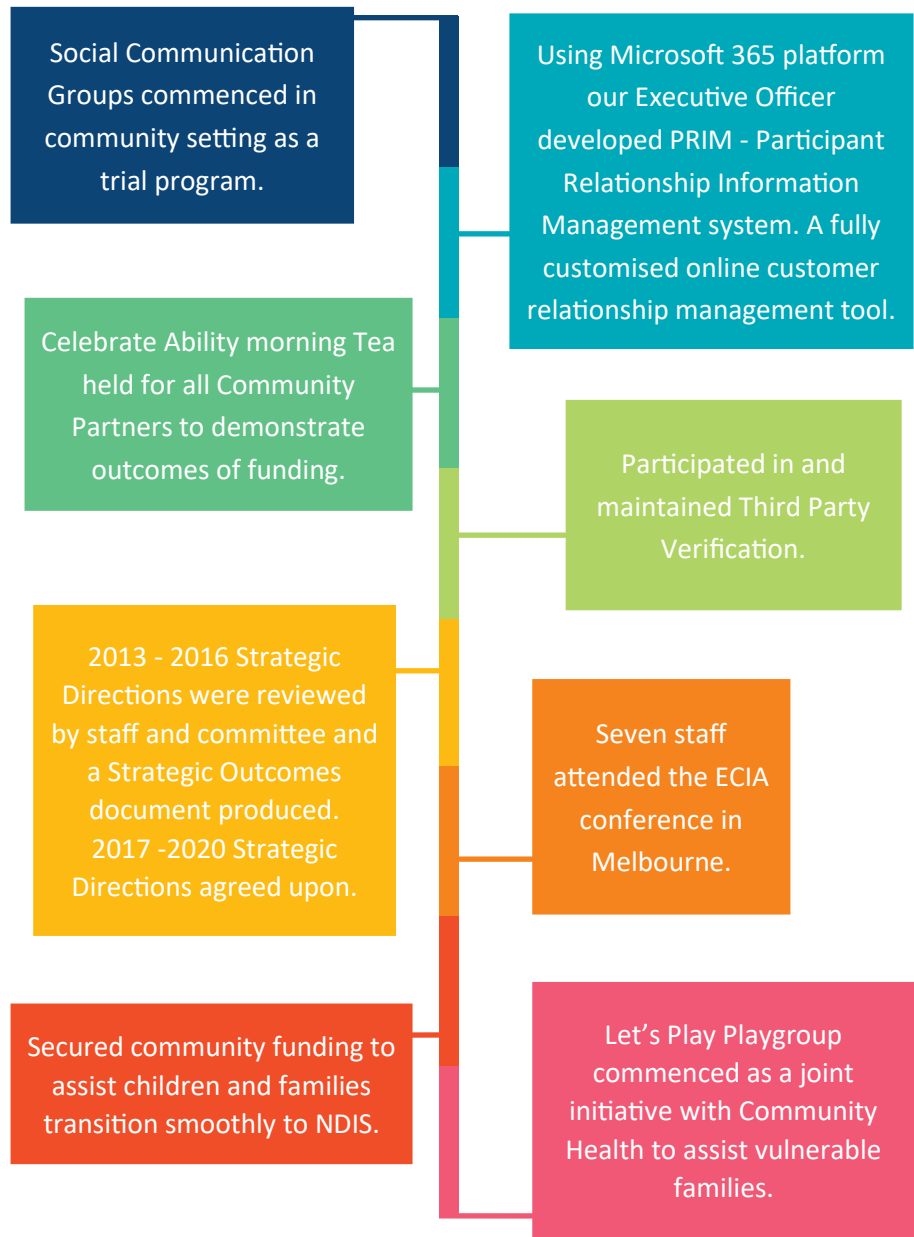 Social Communication
Groups commenced in
community setting as a
trial program.
Using Microsoft 365 platform
our Executive Officer
developed PRIM - Participant
Relationship Information
Management system. A fully
customised online customer
relationship management tool.
Celebrate Ability morning Tea
held for all Community
Partners to demonstrate
outcomes of funding.
Participated in and
maintained Third Party
Verification.
2013 - 2016 Strategic
Directions were reviewed
by staff and committee and
a Strategic Outcomes
document produced.
2017 -2020 Strategic
Directions agreed upon.
Seven staff
attended the ECIA
conference in
Melbourne.
Secured community funding to
assist children and families
transition smoothly to NDIS.
Let’s Play Playgroup
commenced as a joint
initiative with Community
Health to assist vulnerable
families.